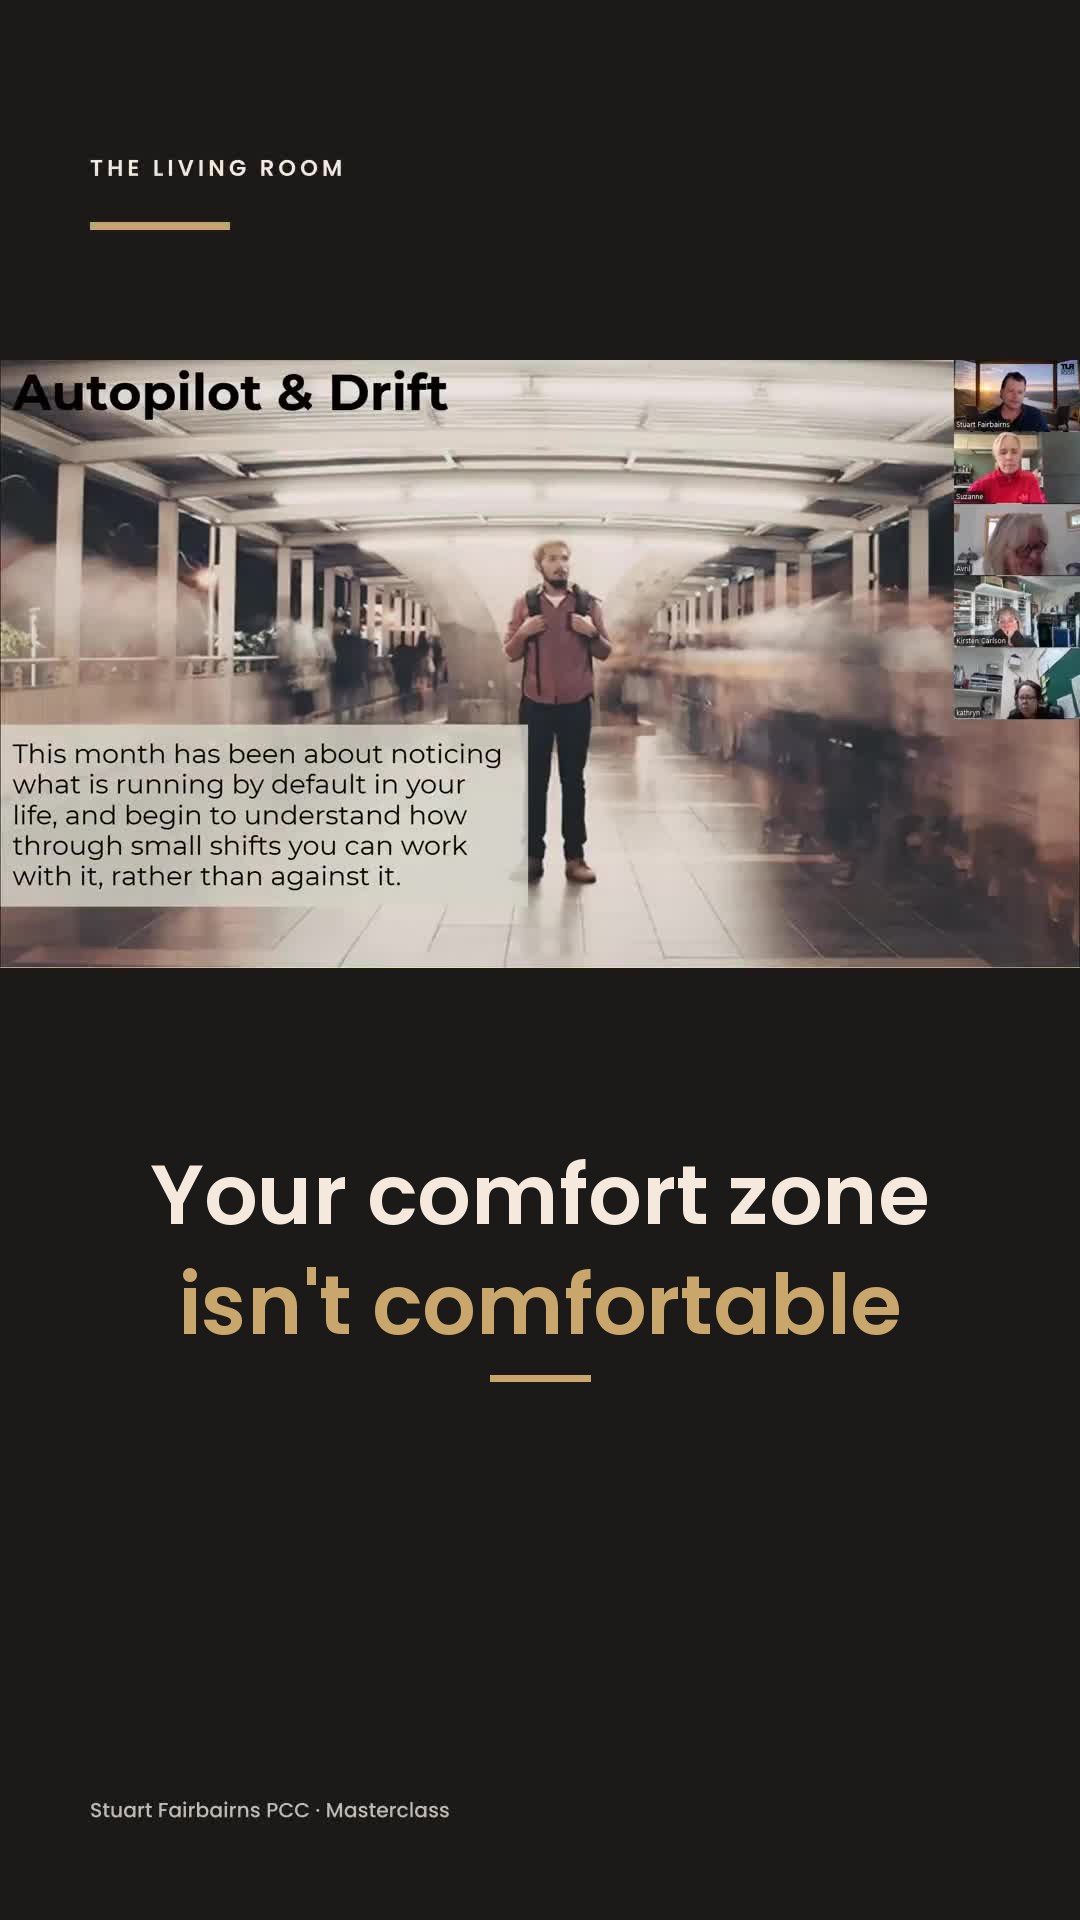 THE LIVING ROOM
Autopilot & Drift
TLR
Stuart Fairbairns
Suzanne
Avril
Kirsten Carlson
kathryn
This month has been about noticing
what is running by default in your
life, and begin to understand how
through small shifts you can work
with it, rather than against it.
Your comfort zone
isn't comfortable
Stuart Fairbairns PCC · Masterclass